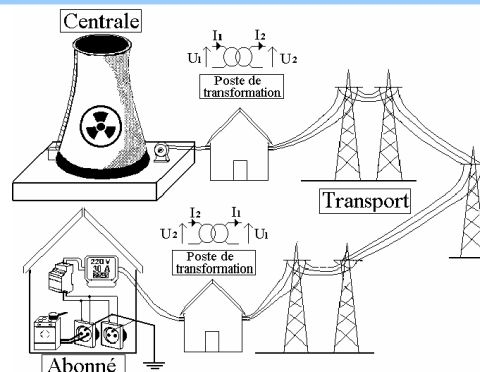 Centrale
I1 I2
U1 U2
Poste de
transformation
Transport
I2 I1
U2 U1
Poste de
transformation
220 V
30 A
Abonné